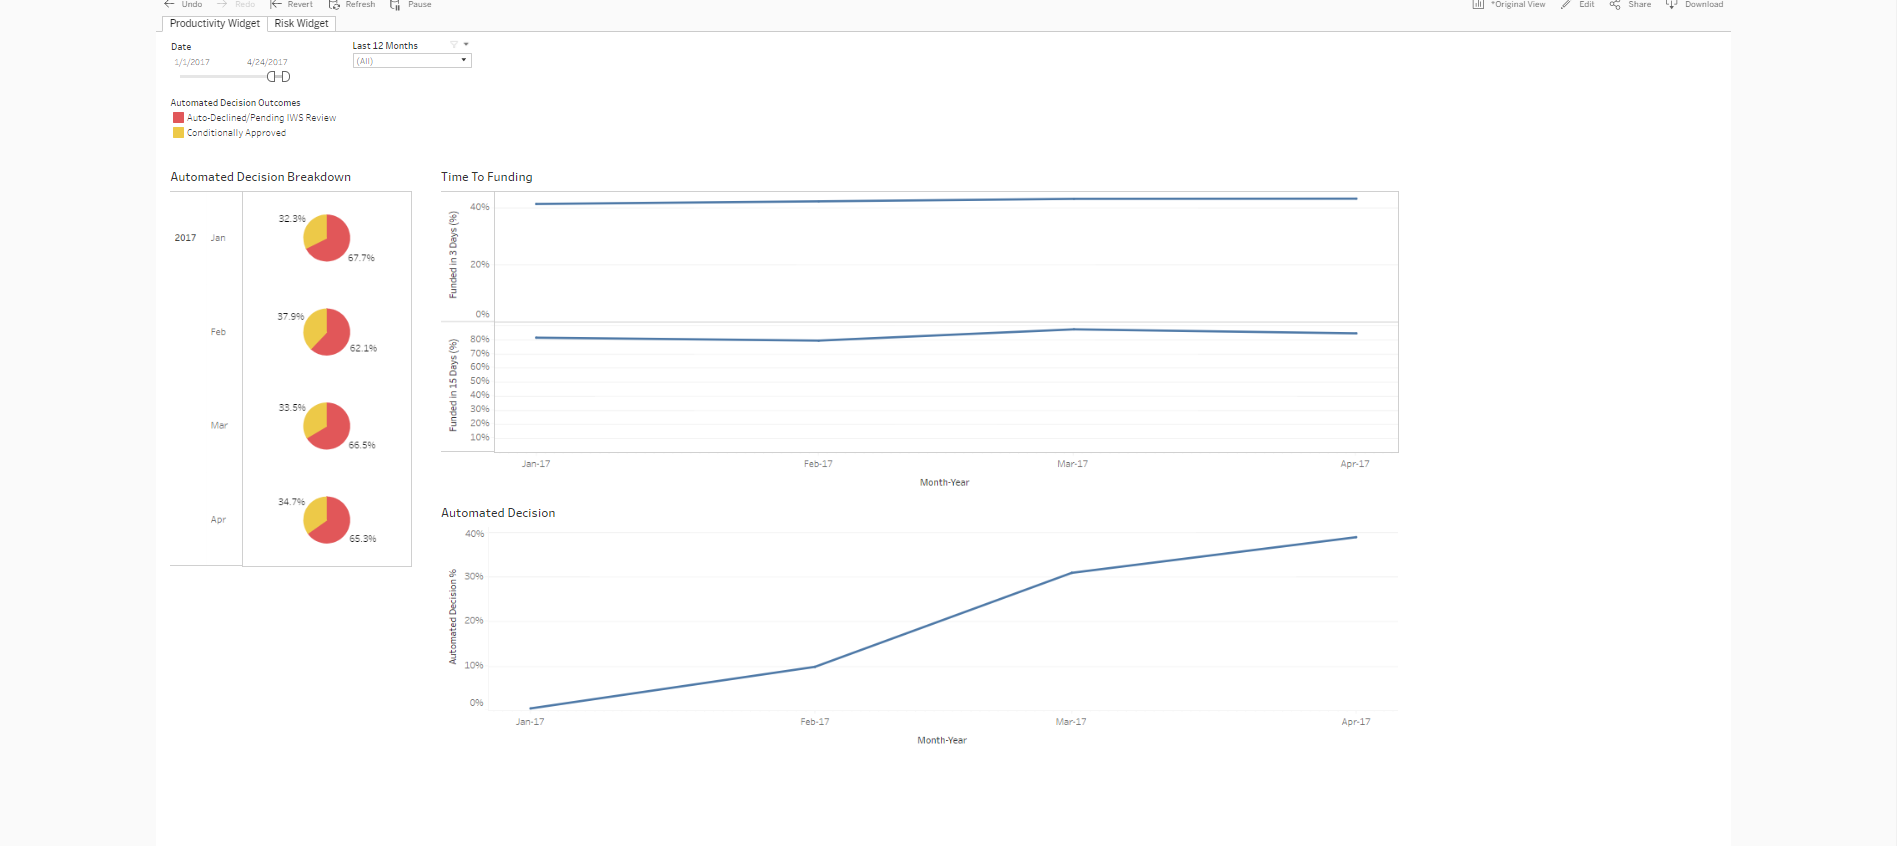 Undo Redo Revert Refresh Pause *Original View Edit Share Download
Productivity Widget Risk Widget
Date
1/1/2017 4/24/2017
Last 12 Months
(All)
Automated Decision Outcomes
Auto-Declined/Pending IWS Review
Conditionally Approved
Automated Decision Breakdown
2017 Jan
32.3%
67.7%
Feb
37.9%
62.1%
Mar
33.5%
66.5%
Apr
34.7%
65.3%
Time To Funding
Funded in 3 Days (%)
40%
20%
0%
Funded in 15 Days (%)
80%
70%
60%
50%
40%
30%
20%
10%
Jan-17 Feb-17 Mar-17 Apr-17
Month-Year
Automated Decision
Automated Decision %
40%
30%
20%
10%
0%
Jan-17 Feb-17 Mar-17 Apr-17
Month-Year